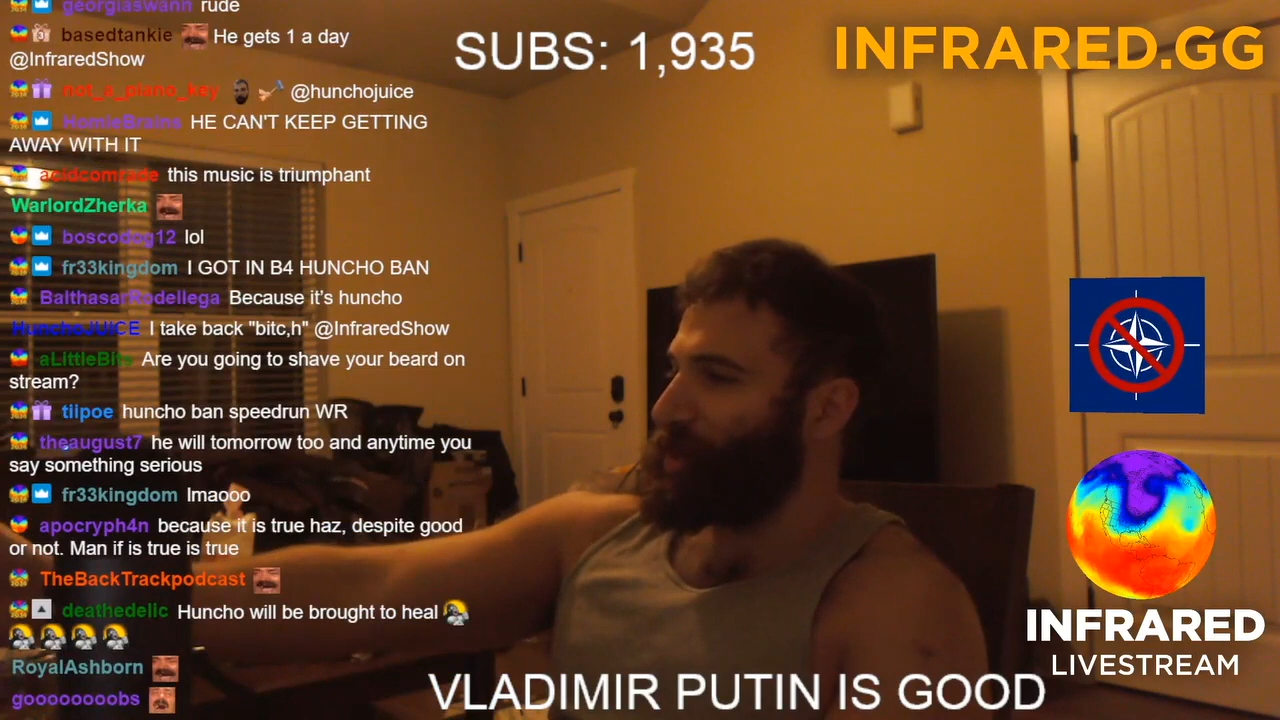 georgiaswann rude
basedtankie He gets 1 a day
@InfraredShow
not_a_piano_key @hunchojuice
HomieBrains HE CAN'T KEEP GETTING
AWAY WITH IT
acidcomrade this music is triumphant
WarlordZherka
boscodog12 lol
fr33kingdom I GOT IN B4 HUNCHO BAN
BalthasarRodellega Because it's huncho
HunchoJUICE I take back "bitc,h" @InfraredShow
aLittleBits Are you going to shave your beard on
stream?
tiipoe huncho ban speedrun WR
theaugust7 he will tomorrow too and anytime you
say something serious
fr33kingdom lmaooo
apocryph4n because it is true haz, despite good
or not. Man if is true is true
TheBackTrackpodcast
deathedelic Huncho will be brought to heal
RoyalAshborn
goooooooobs
SUBS: 1,935
INFRARED.GG
INFRARED
LIVESTREAM
VLADIMIR PUTIN IS GOOD